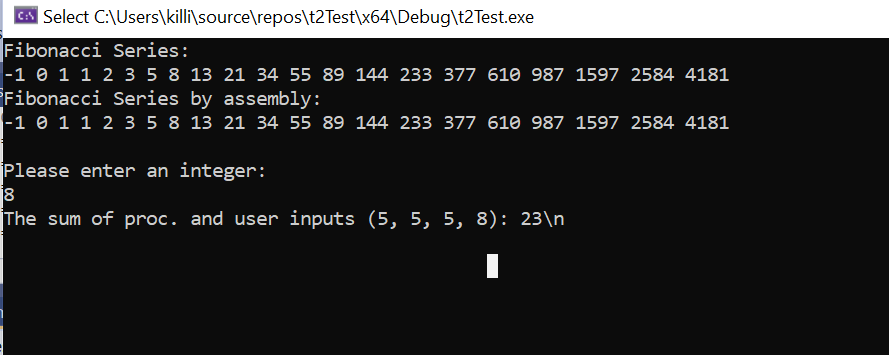 Select C:\Users\killi\source\repos\t2Test\x64\Debug\t2Test.exe
Fibonacci Series:
-1 0 1 1 2 3 5 8 13 21 34 55 89 144 233 377 610 987 1597 2584 4181
Fibonacci Series by assembly:
-1 0 1 1 2 3 5 8 13 21 34 55 89 144 233 377 610 987 1597 2584 4181
Please enter an integer:
8
The sum of proc. and user inputs (5, 5, 5, 8): 23\n